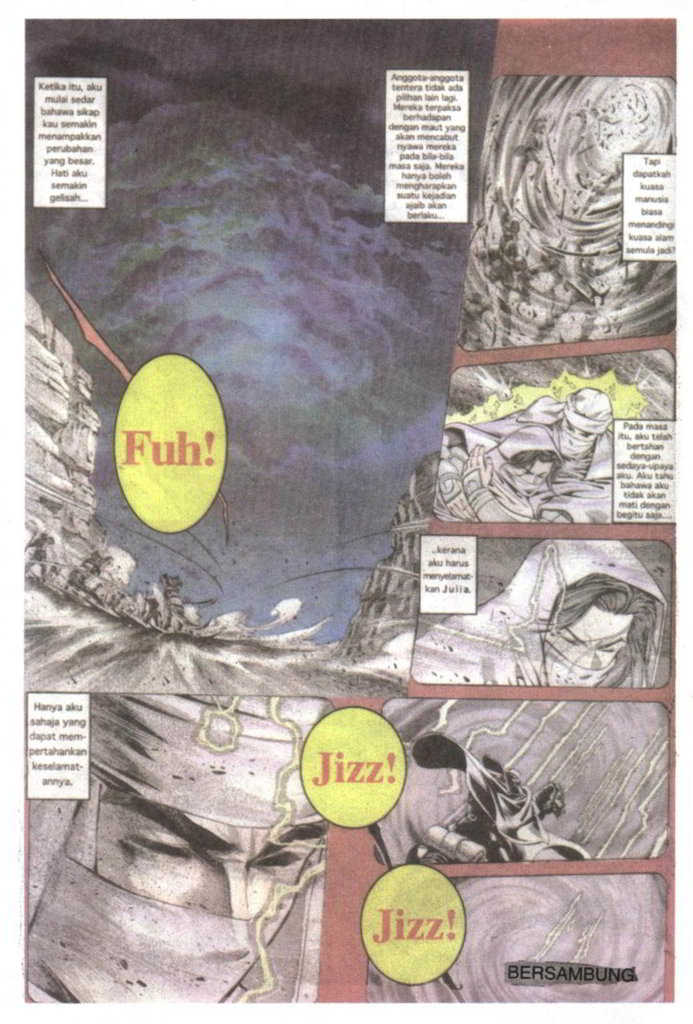 Ketika itu, aku
mulai sedar
bahawa sikap
kau semakin
menampakkan
perubahan
yang besar.
Hati aku
semakin
gelisah...
Anggota-anggota
tentera tidak ada
pilihan lain lagi.
Mereka terpaksa
berhadapan
dengan maut yang
akan mencabut
nyawa mereka
pada bila-bila
masa saja. Mereka
hanya boleh
mengharapkan
suatu kejadian
ajaib akan
berlaku...
Tapi
dapatkah
kuasa
manusia
biasa
menandingi
kuasa alam
semula jadi?
Fuh!
Pada masa
itu, aku telah
bertahan
dengan
sedaya-upaya
aku. Aku tahu
bahawa aku
tidak akan
mati dengan
begitu saja....
..kerana
aku harus
menyelamat-
kan Julia.
Hanya aku
sahaja yang
dapat mem-
pertahankan
keselamat-
annya.
Jizz!
Jizz!
BERSAMBUNG.